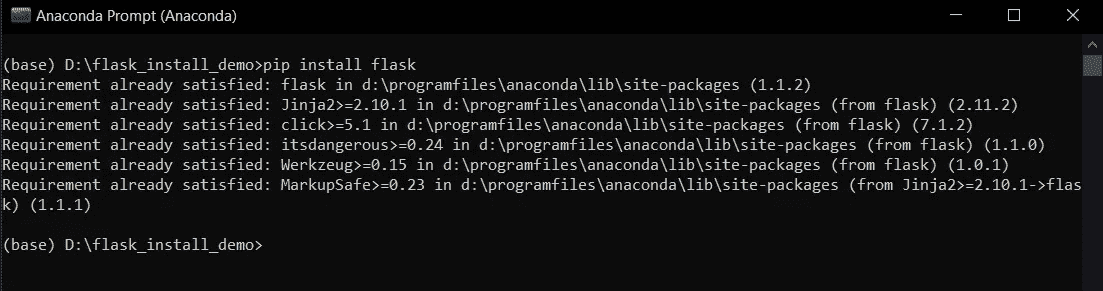 Anaconda Prompt (Anaconda)
(base) D:\flask_install_demo>pip install flask
Requirement already satisfied: flask in d:\programfiles\anaconda\lib\site-packages (1.1.2)
Requirement already satisfied: Jinja2>=2.10.1 in d:\programfiles\anaconda\lib\site-packages (from flask) (2.11.2)
Requirement already satisfied: click>=5.1 in d:\programfiles\anaconda\lib\site-packages (from flask) (7.1.2)
Requirement already satisfied: itsdangerous>=0.24 in d:\programfiles\anaconda\lib\site-packages (from flask) (1.1.0)
Requirement already satisfied: Werkzeug>=0.15 in d:\programfiles\anaconda\lib\site-packages (from flask) (1.0.1)
Requirement already satisfied: MarkupSafe>=0.23 in d:\programfiles\anaconda\lib\site-packages (from Jinja2>=2.10.1->flas
k) (1.1.1)
(base) D:\flask_install_demo>